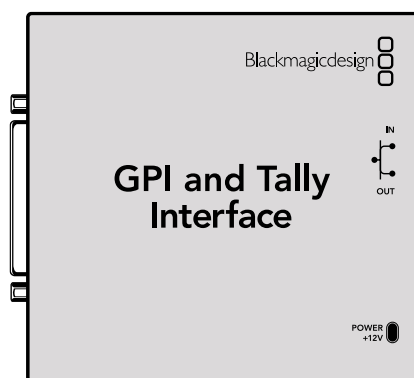 Blackmagicdesign
IN
OUT
GPI and Tally
Interface
POWER
+12V